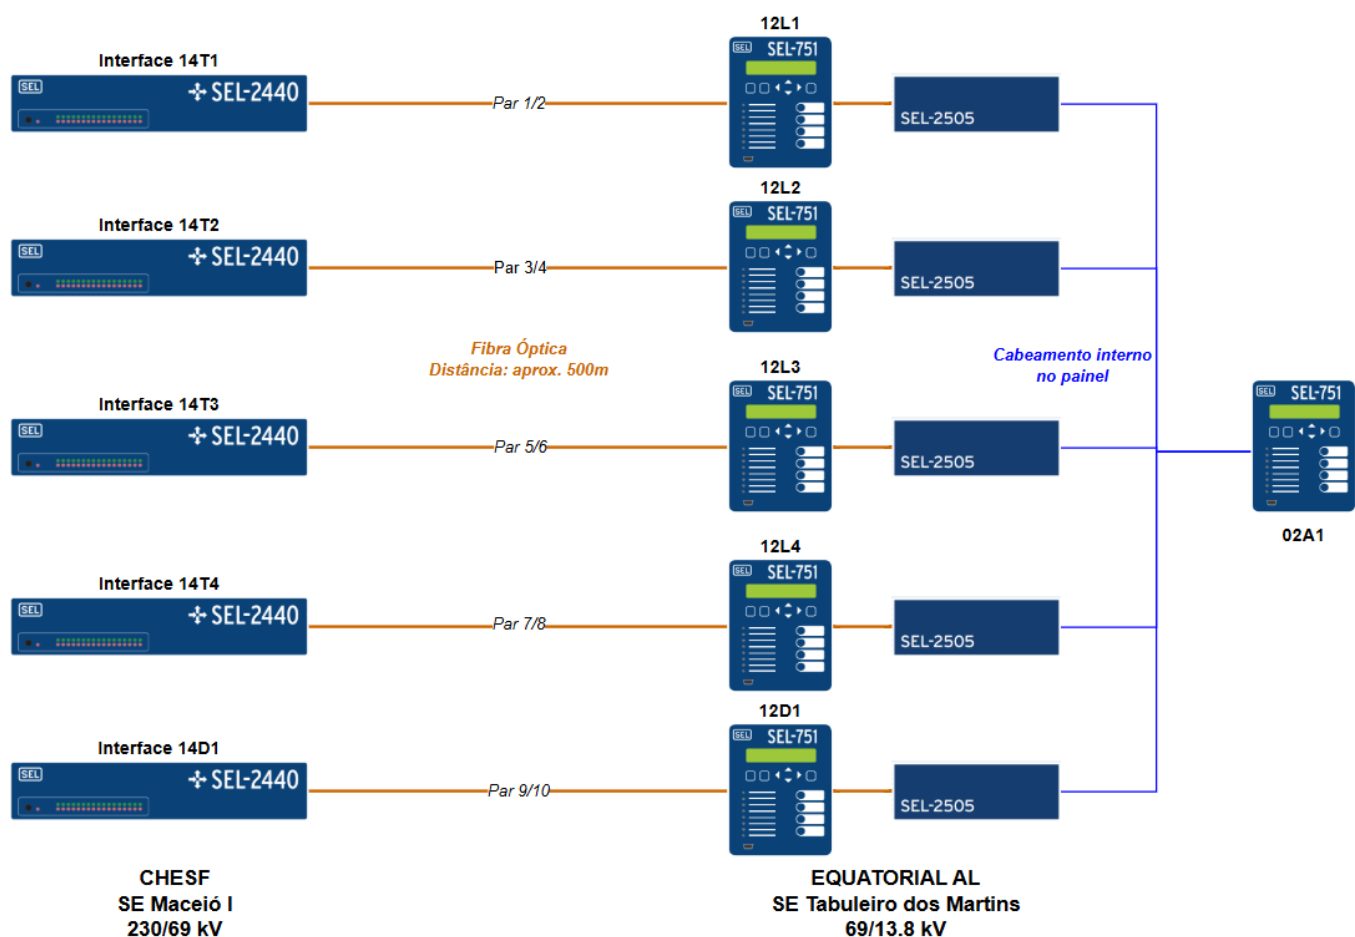 12L1
Interface 14T1
SEL
SEL-2440
Par 1/2
SEL SEL-751
SEL-2505
12L2
Interface 14T2
SEL
SEL-2440
Par 3/4
SEL SEL-751
SEL-2505
Fibra Óptica
Distância: aprox. 500m
Cabeamento interno
no painel
12L3
Interface 14T3
SEL
SEL-2440
Par 5/6
SEL SEL-751
SEL-2505
SEL SEL-751
02A1
12L4
Interface 14T4
SEL
SEL-2440
Par 7/8
SEL SEL-751
SEL-2505
12D1
Interface 14D1
SEL
SEL-2440
Par 9/10
SEL SEL-751
SEL-2505
CHESF
SE Maceió I
230/69 kV
EQUATORIAL AL
SE Tabuleiro dos Martins
69/13.8 kV